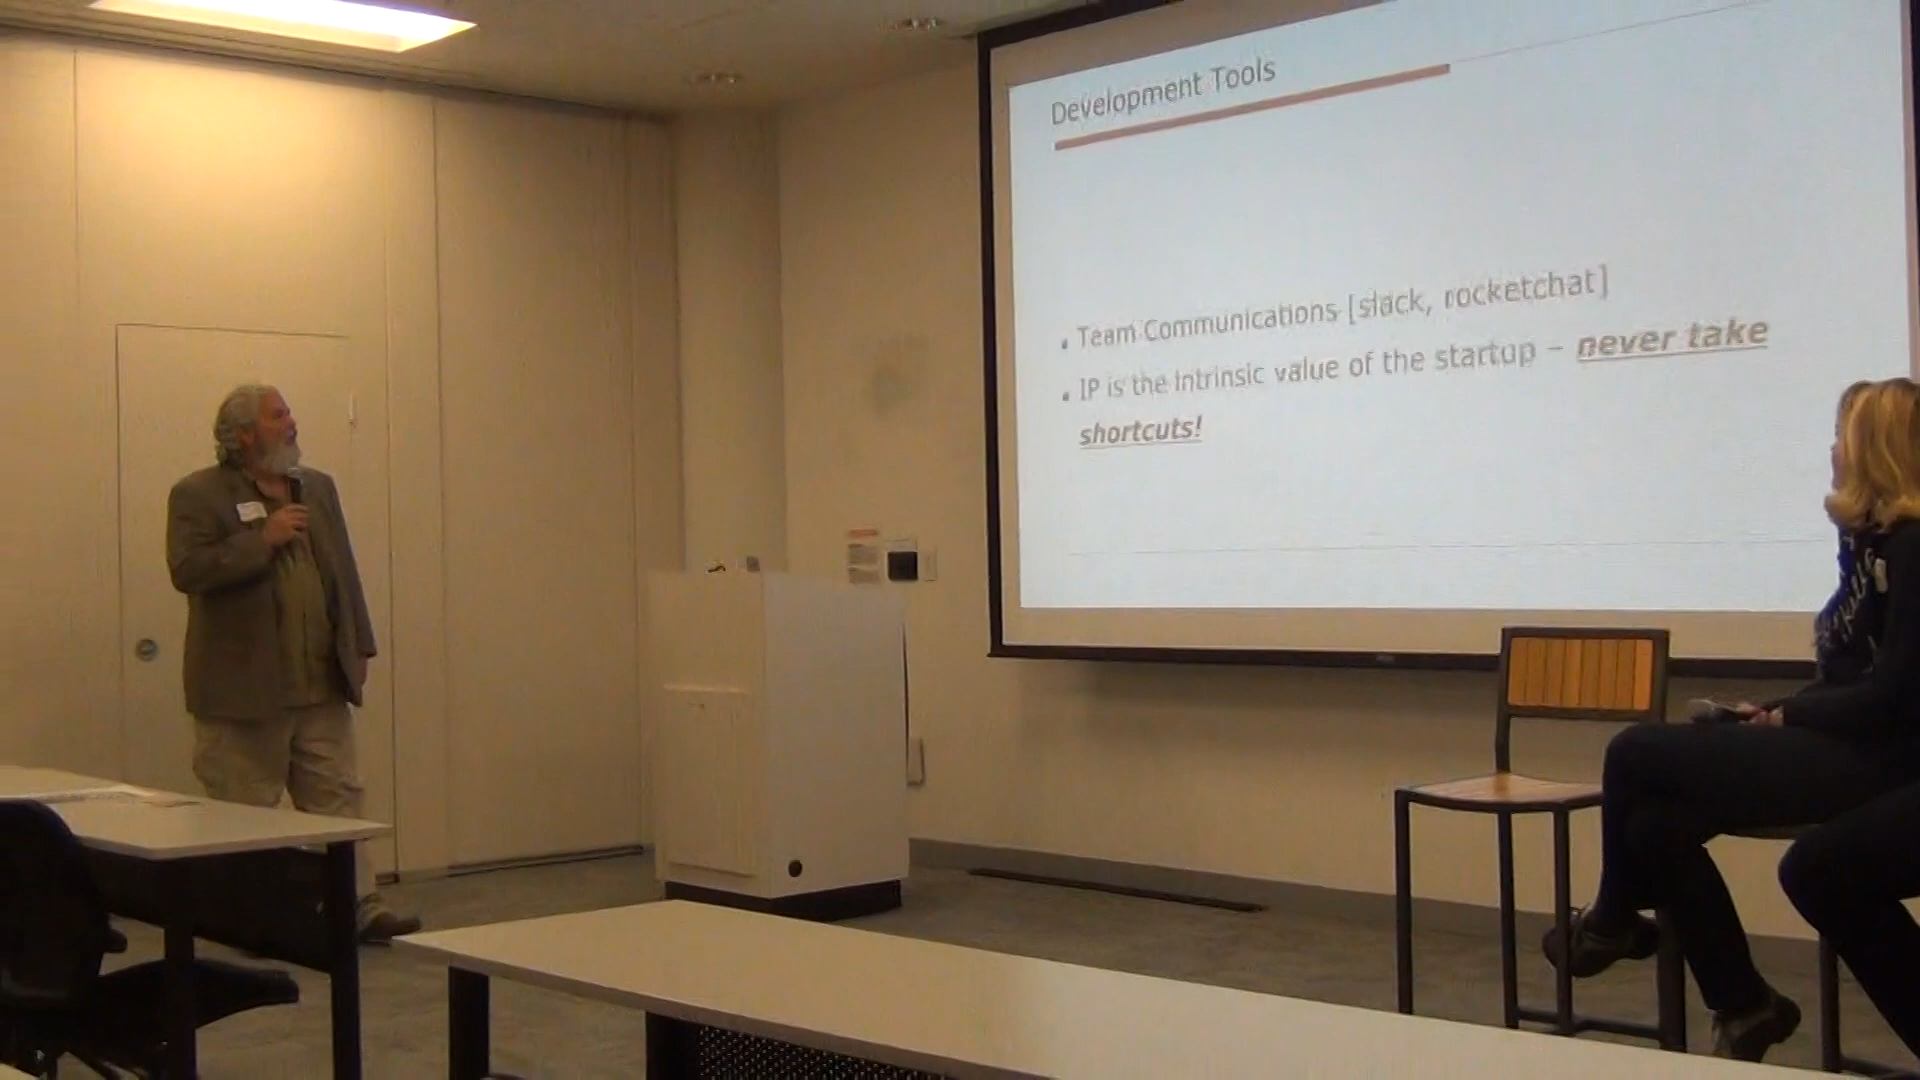 Development Tools
Team Communications [slack, rocketchat]
IP is the intrinsic value of the startup – never take
shortcuts!